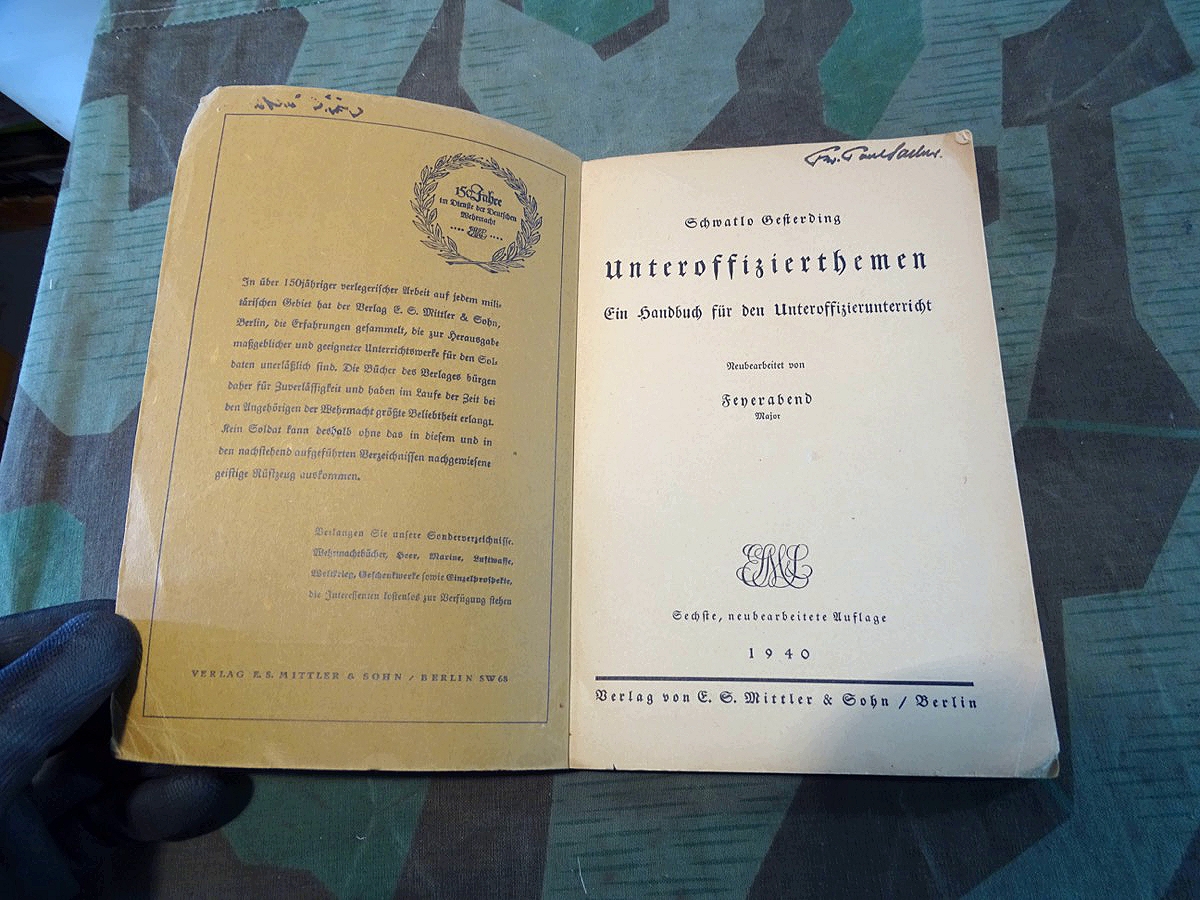 150 Jahre
im Dienste der Deutschen
Wehrmacht
In über 150jähriger verlegerischer Arbeit auf jedem mili-
tärischen Gebiet hat der Verlag E. S. Mittler & Sohn,
Berlin, die Erfahrungen gesammelt, die zur Herausgabe
maßgeblicher und geeigneter Unterrichtswerke für den Sol-
daten unerläßlich sind. Die Bücher des Verlages bürgen
daher für Zuverlässigkeit und haben im Laufe der Zeit bei
den Angehörigen der Wehrmacht größte Beliebtheit erlangt.
Kein Soldat kann deshalb ohne das in diesem und in
den nachstehend aufgeführten Verzeichnissen nachgewiesene
geistige Rüstzeug auskommen.
Verlangen Sie unsere Sonderverzeichnisse.
Wehrmachtbücher, Heer, Marine, Luftwaffe,
Weltkrieg, Geschenkwerke sowie Einzelprospekte,
die Interessenten kostenlos zur Verfügung stehen
VERLAG E. S. MITTLER & SOHN / BERLIN SW 68
Schwatlo Gesterding
Unteroffizierthemen
Ein Handbuch für den Unteroffizierunterricht
Neubearbeitet von
Feyerabend
Major
Sechste, neubearbeitete Auflage
1940
Verlag von E. S. Mittler & Sohn / Berlin